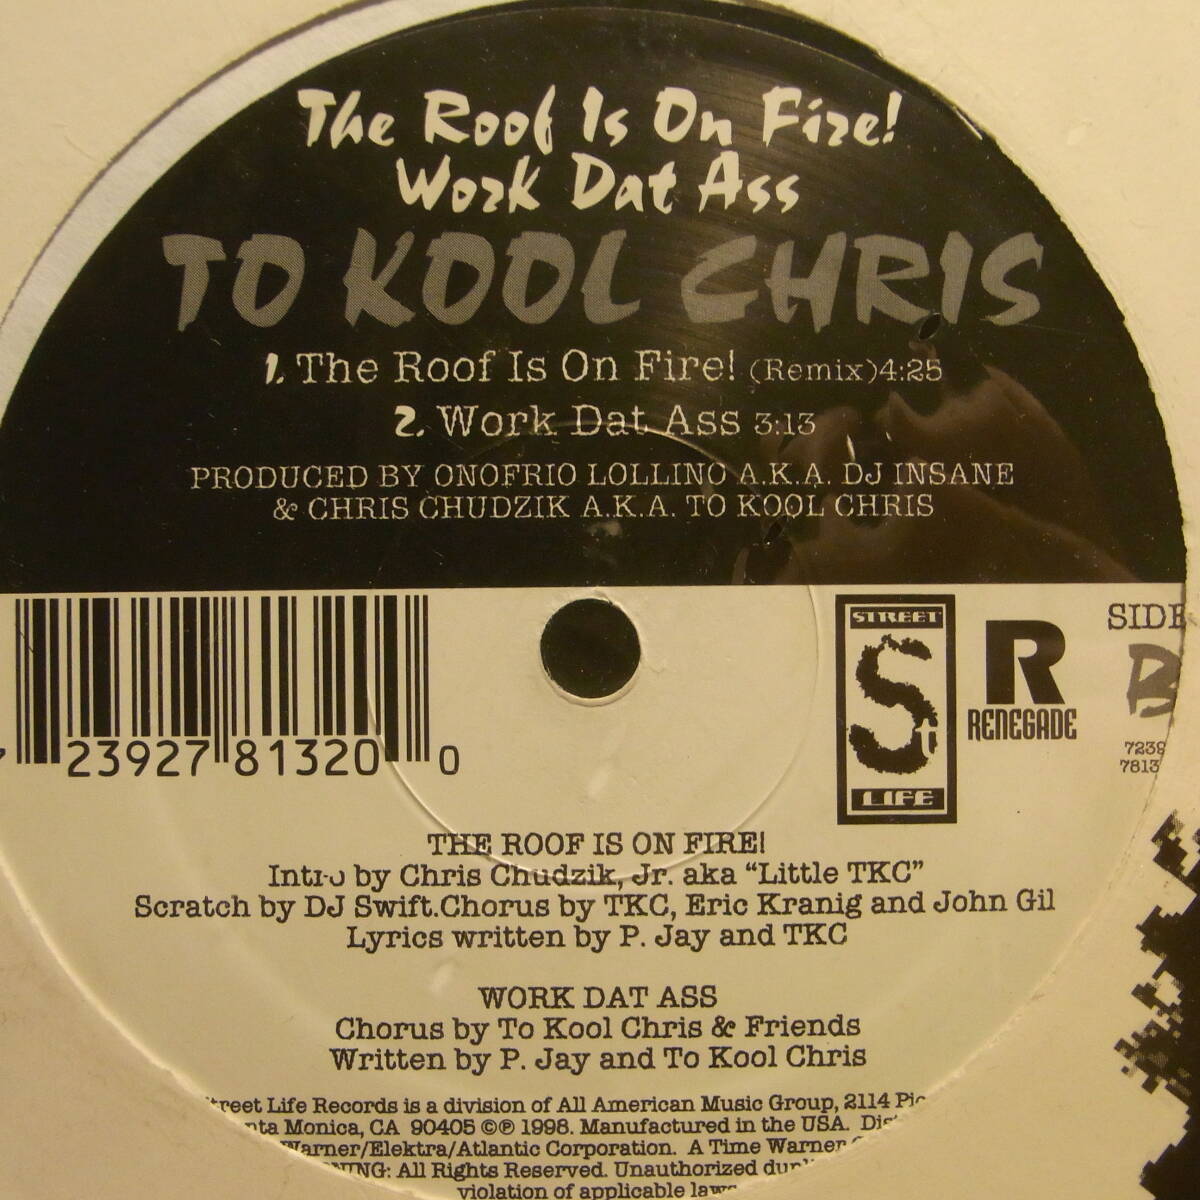 The Roof Is On Fire!
Work Dat Ass
TO KOOL CHRIS
1. The Roof Is On Fire! (Remix)4:25
2. Work Dat Ass 3:13
PRODUCED BY ONOFRIO LOLLINO A.K.A. DJ INSANE
& CHRIS CHUDZIK A.K.A. TO KOOL CHRIS
23927 81320 0
STREET
St
LIFE
R
RENEGADE
SIDE
B
7239
7813
THE ROOF IS ON FIRE!
Intro by Chris Chudzik, Jr. aka “Little TKC”
Scratch by DJ Swift.Chorus by TKC, Eric Kranig and John Gil
Lyrics written by P. Jay and TKC
WORK DAT ASS
Chorus by To Kool Chris & Friends
Written by P. Jay and To Kool Chris
Street Life Records is a division of All American Music Group, 2114
CA 90405 ©℗ 1998. Manufactured in the USA.
Warner/Elektra/Atlantic Corporation. A Time Warner
All Rights Reserved. Unauthorized
violation of applicable laws